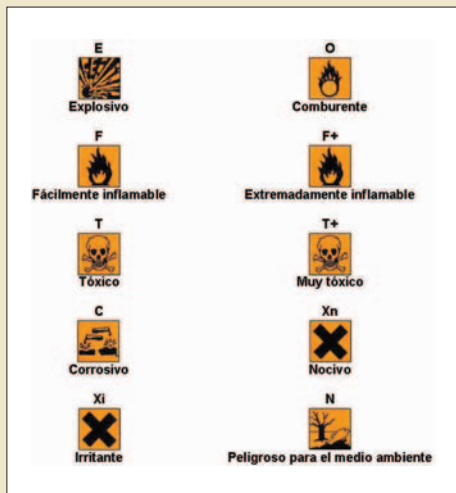 E O
Explosivo Comburente
F F+
Fácilmente inflamable Extremadamente inflamable
T T+
Tóxico Muy tóxico
C Xn
Corrosivo Nocivo
Xi N
Irritante Peligroso para el medio ambiente